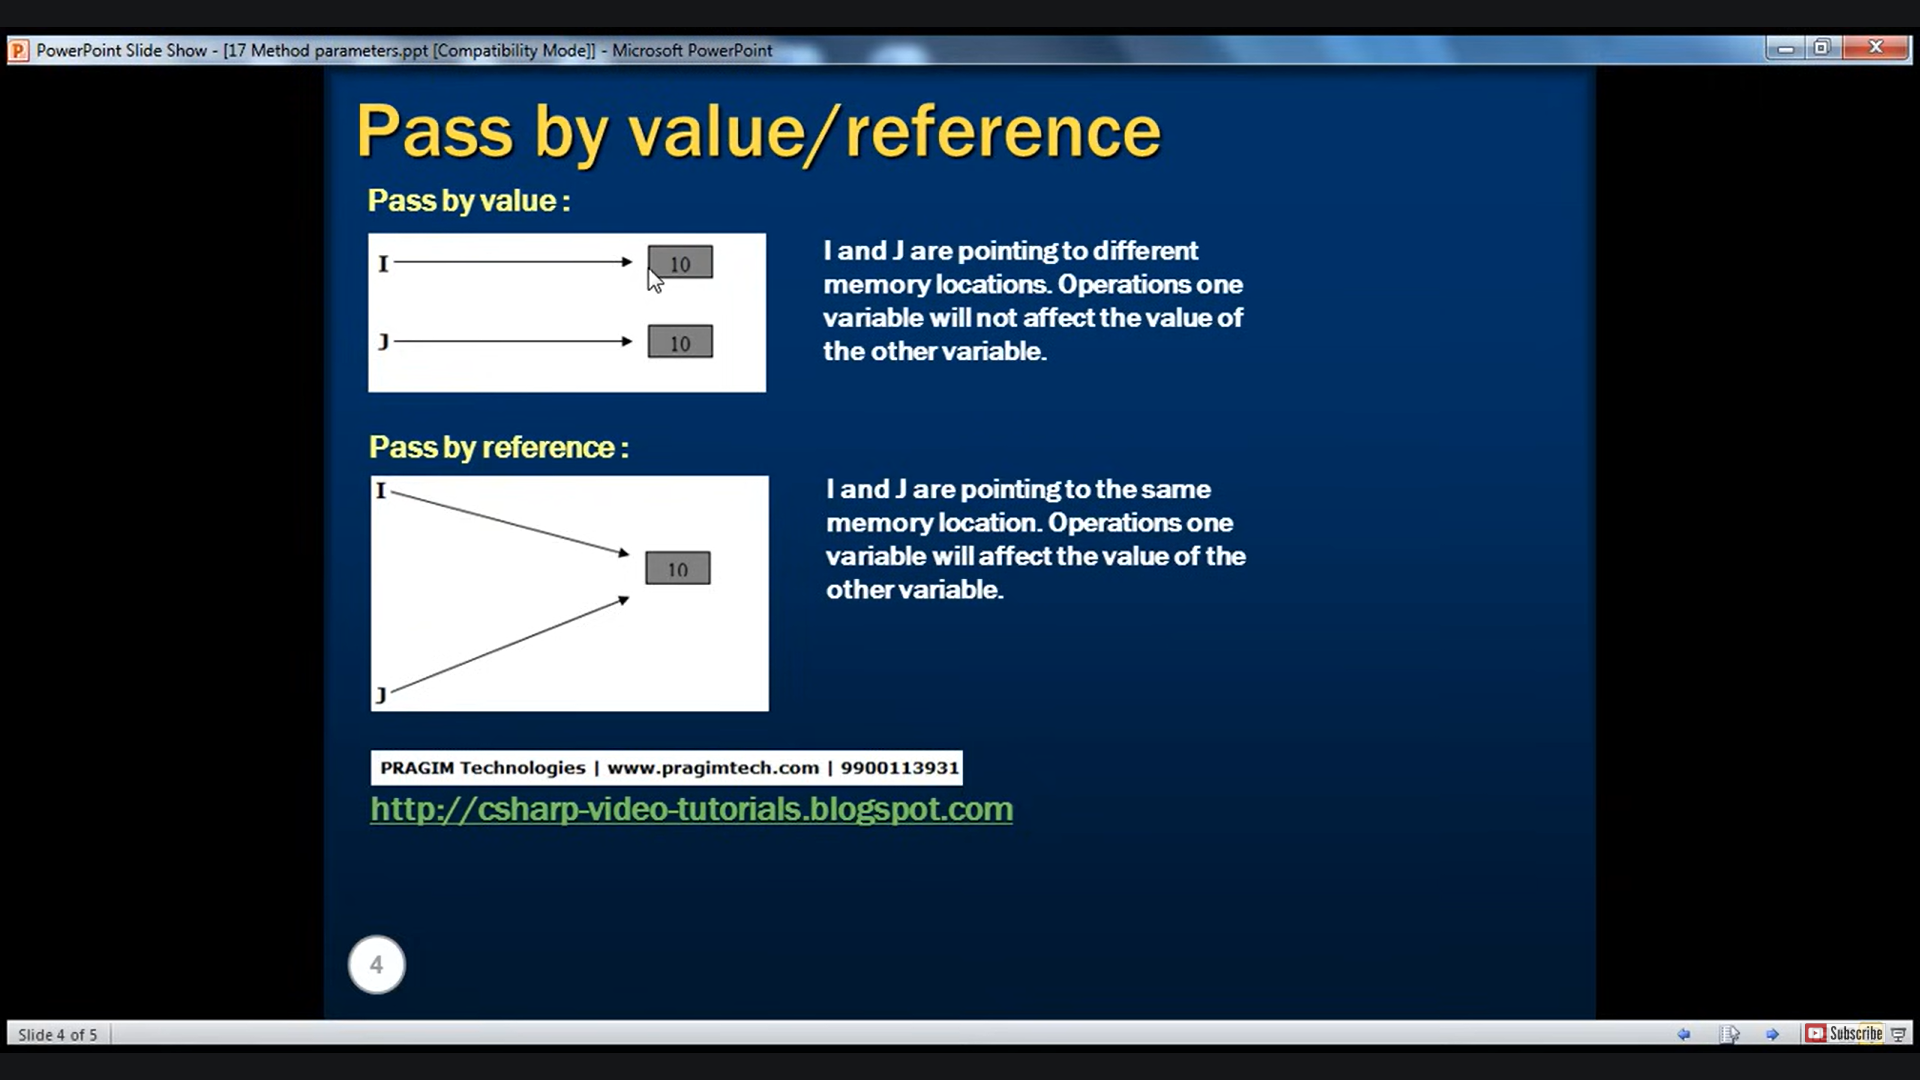 PowerPoint Slide Show - [17 Method parameters.ppt [Compatibility Mode]] - Microsoft PowerPoint
Pass by value/reference
Pass by value :
I
10
J
10
I and J are pointing to different
memory locations. Operations one
variable will not affect the value of
the other variable.
Pass by reference :
I
10
J
I and J are pointing to the same
memory location. Operations one
variable will affect the value of the
other variable.
PRAGIM Technologies | www.pragimtech.com | 9900113931
http://csharp-video-tutorials.blogspot.com
4
Slide 4 of 5
Subscribe